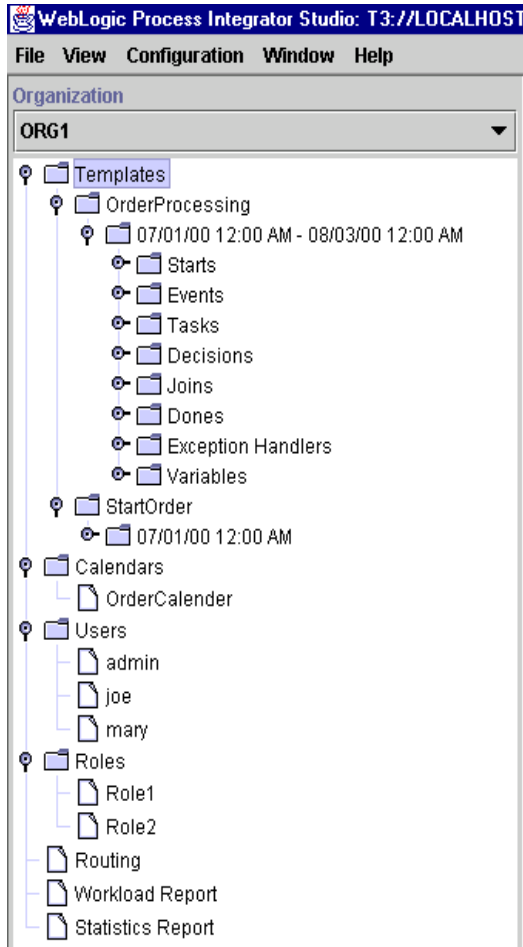 WebLogic Process Integrator Studio: T3://LOCALHOST
File View Configuration Window Help
Organization
ORG1
Templates
OrderProcessing
07/01/00 12:00 AM - 08/03/00 12:00 AM
Starts
Events
Tasks
Decisions
Joins
Dones
Exception Handlers
Variables
StartOrder
07/01/00 12:00 AM
Calendars
OrderCalender
Users
admin
joe
mary
Roles
Role1
Role2
Routing
Workload Report
Statistics Report